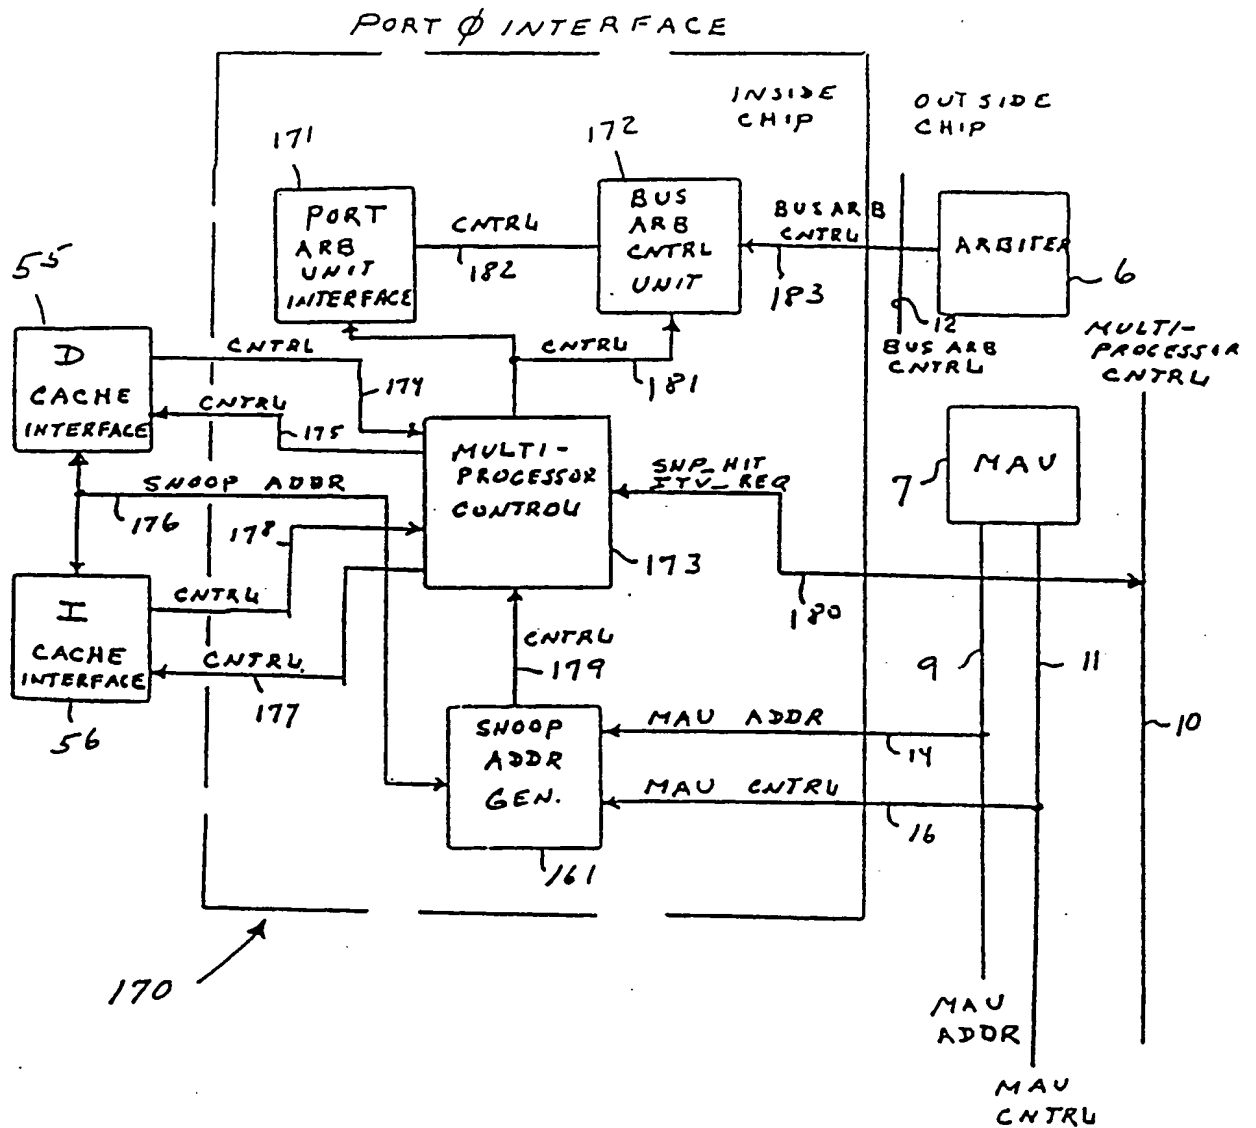 PORT Ø INTERFACE
INSIDE
CHIP
OUTSIDE
CHIP
171
172
PORT
ARB
UNIT
INTERFACE
CNTRL
182
BUS
ARB
CNTRL
UNIT
BUS ARB
CNTRL
183
ARBITER
6
12
BUS ARB
CNTRL
MULTI-
PROCESSOR
CNTRL
55
D
CACHE
INTERFACE
CNTRL
174
CNTRL
175
CNTRL
181
SNOOP ADDR
176
178
MULTI-
PROCESSOR
CONTROL
173
SNP_HIT
ITV_REQ
180
7
MAU
I
CACHE
INTERFACE
56
CNTRL
CNTRL
177
CNTRL
179
9
11
10
SNOOP
ADDR
GEN.
161
MAU ADDR
14
MAU CNTRL
16
170
MAU
ADDR
MAU
CNTRL